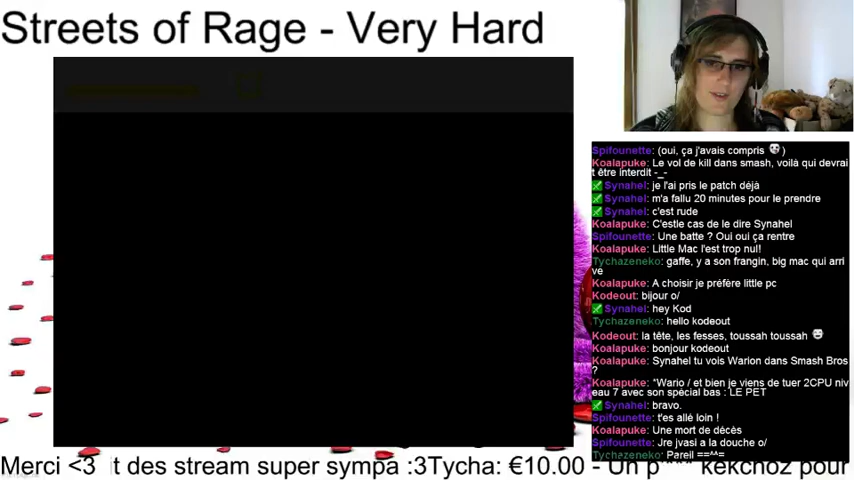 Streets of Rage - Very Hard
Spifounette: (oui, ça j'avais compris )
Koalapuke: Le vol de kill dans smash, voilà qui devrai
t être interdit -_-
Synahel: je l'ai pris le patch déjà
Synahel: m'a fallu 20 minutes pour le prendre
Synahel: c'est rude
Koalapuke: C'estle cas de le dire Synahel
Spifounette: Une batte ? Oui oui ça rentre
Koalapuke: Little Mac l'est trop nul!
Tychazeneko: gaffe, y a son frangin, big mac qui arri
ve
Koalapuke: A choisir je préfère little pc
Kodeout: bijour o/
Synahel: hey Kod
Tychazeneko: hello kodeout
Kodeout: la tête, les fesses, toussah toussah
Koalapuke: bonjour kodeout
Koalapuke: Synahel tu vois Warion dans Smash Bros
?
Koalapuke: *Wario / et bien je viens de tuer 2CPU niv
eau 7 avec son spécial bas : LE PET
Synahel: bravo.
Spifounette: t'es allé loin !
Koalapuke: Une mort de décès
Spifounette: Jre jvasi a la douche o/
Tychazeneko: Pareil ==^^=
Merci <3 t des stream super sympa :3Tycha: €10.00 - Un p*** kekchoz pour